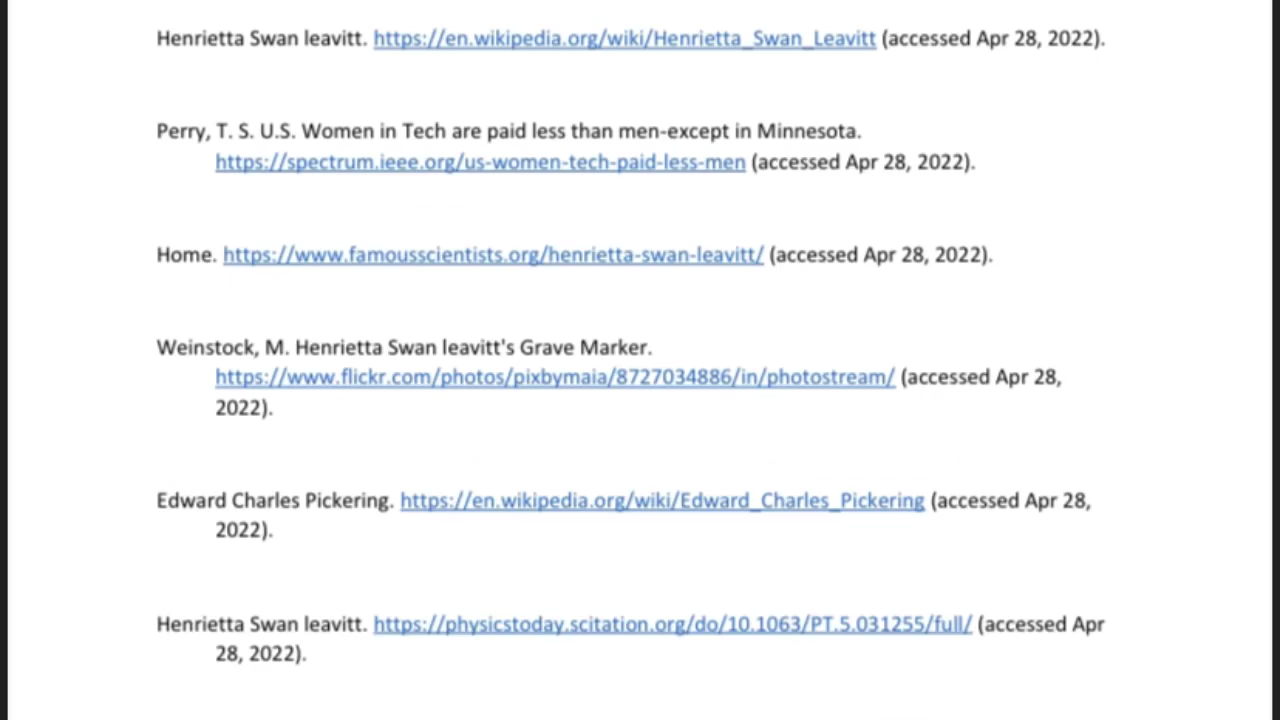 Henrietta Swan leavitt. https://en.wikipedia.org/wiki/Henrietta_Swan_Leavitt (accessed Apr 28, 2022).
Perry, T. S. U.S. Women in Tech are paid less than men-except in Minnesota.
https://spectrum.ieee.org/us-women-tech-paid-less-men (accessed Apr 28, 2022).
Home. https://www.famousscientists.org/henrietta-swan-leavitt/ (accessed Apr 28, 2022).
Weinstock, M. Henrietta Swan leavitt's Grave Marker.
https://www.flickr.com/photos/pixbymaia/8727034886/in/photostream/ (accessed Apr 28,
2022).
Edward Charles Pickering. https://en.wikipedia.org/wiki/Edward_Charles_Pickering (accessed Apr 28,
2022).
Henrietta Swan leavitt. https://physicstoday.scitation.org/do/10.1063/PT.5.031255/full/ (accessed Apr
28, 2022).